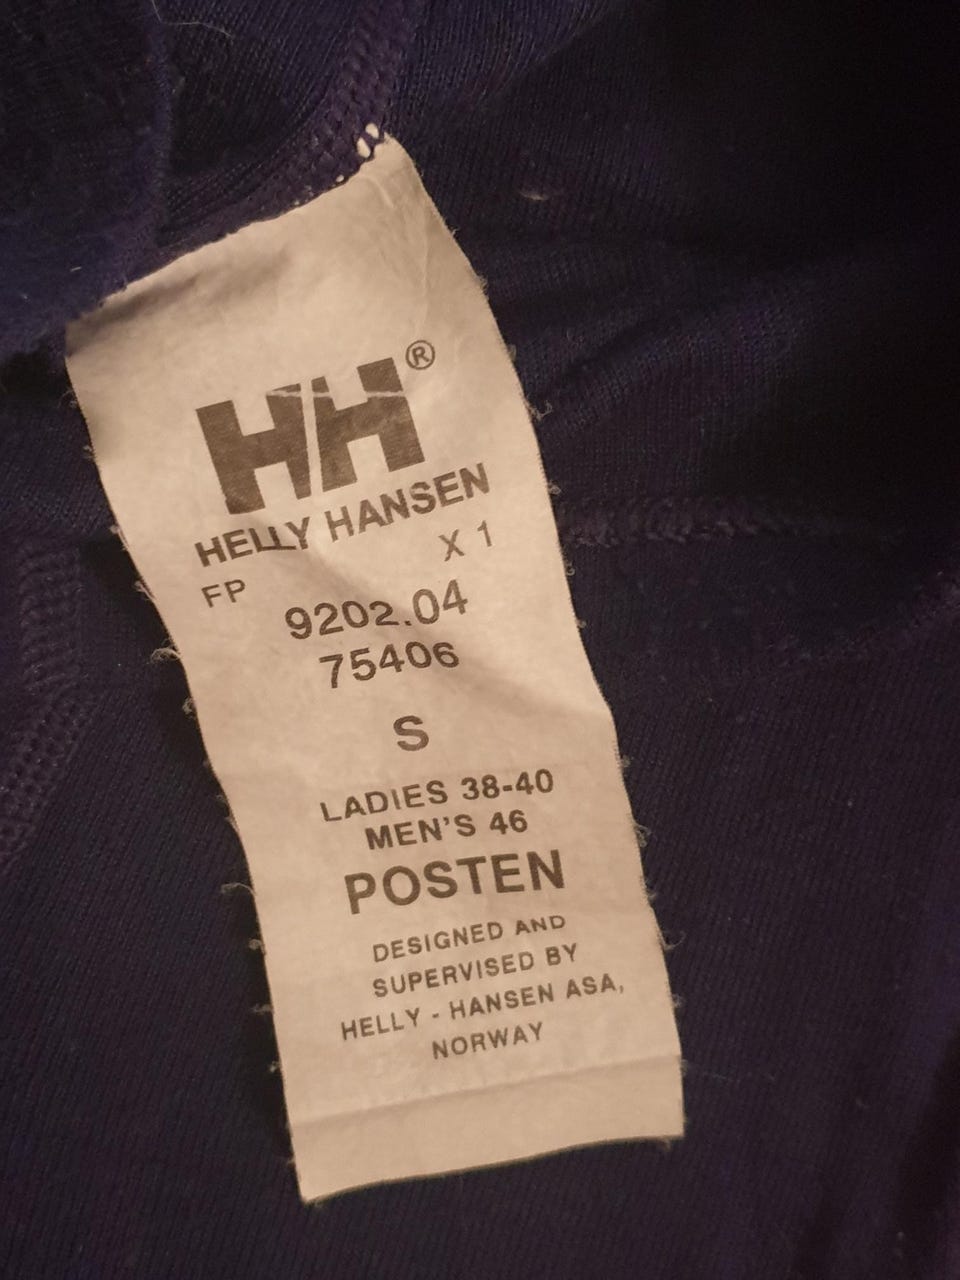 HH®
HELLY HANSEN
FP X 1
9202.04
75406
S
LADIES 38-40
MEN'S 46
POSTEN
DESIGNED AND
SUPERVISED BY
HELLY - HANSEN ASA,
NORWAY